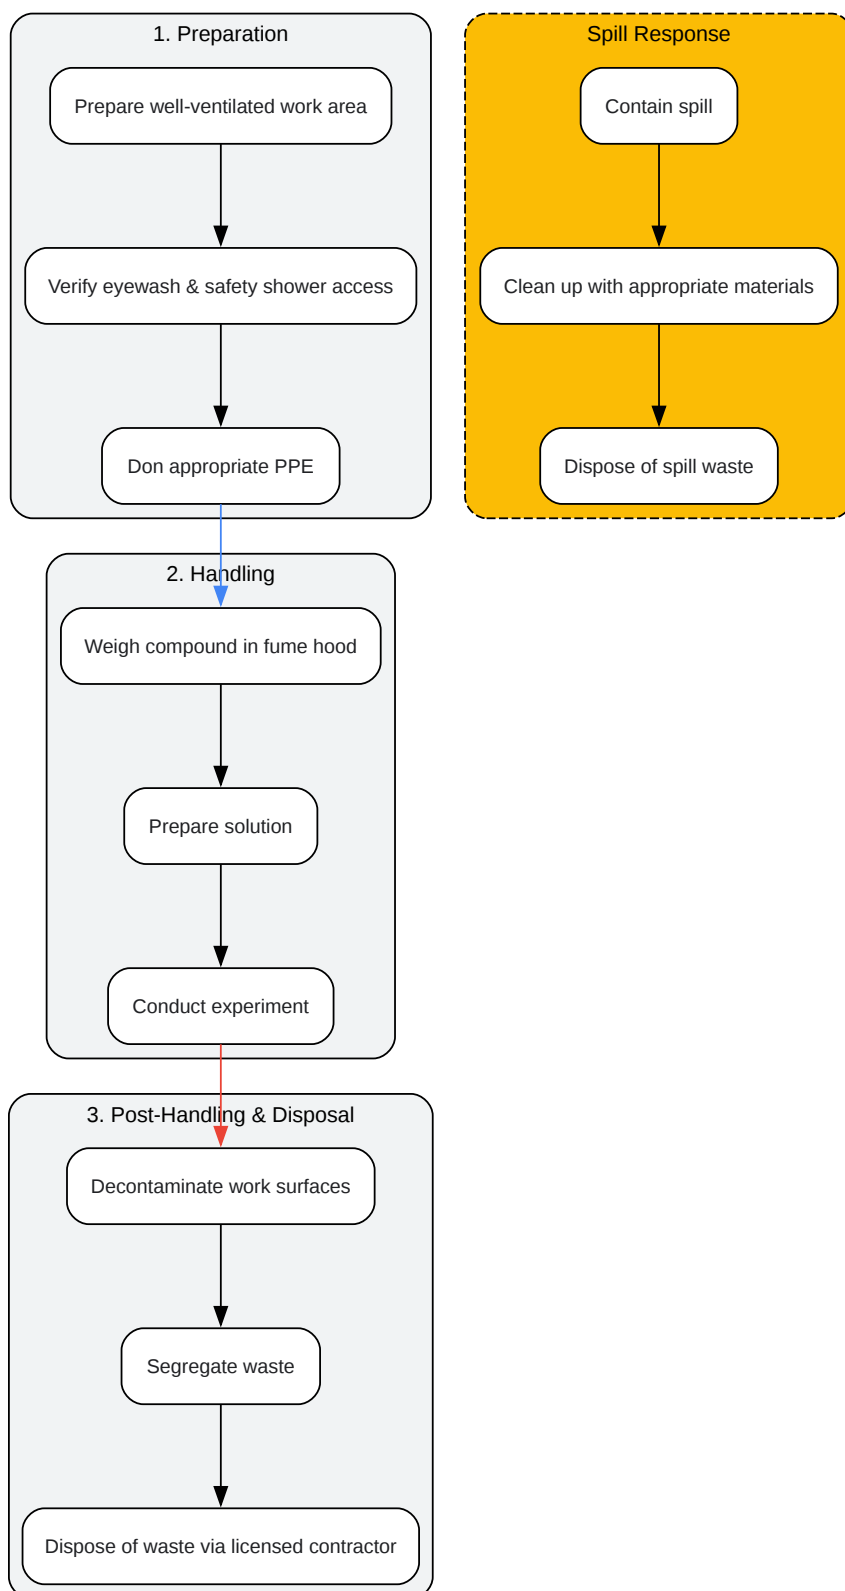 1. Preparation
Prepare well-ventilated work area
Verify eyewash & safety shower access
Don appropriate PPE
Spill Response
Contain spill
Clean up with appropriate materials
Dispose of spill waste
2. Handling
Weigh compound in fume hood
Prepare solution
Conduct experiment
3. Post-Handling & Disposal
Decontaminate work surfaces
Segregate waste
Dispose of waste via licensed contractor